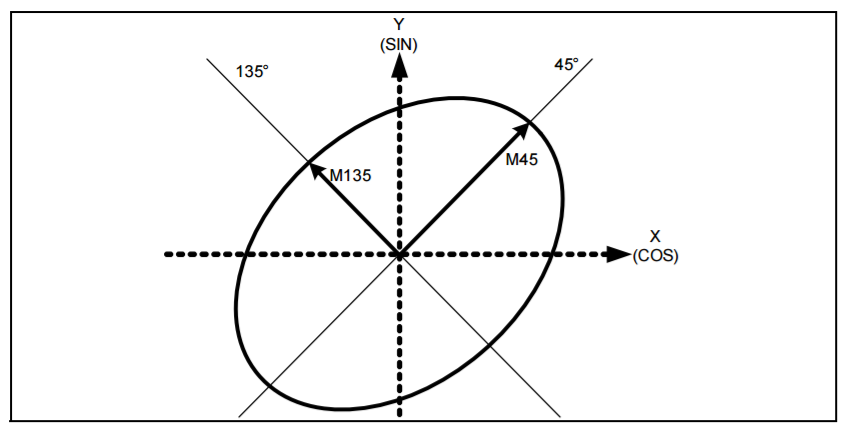 Y
(SIN)
135°
45°
M45
M135
X
(COS)